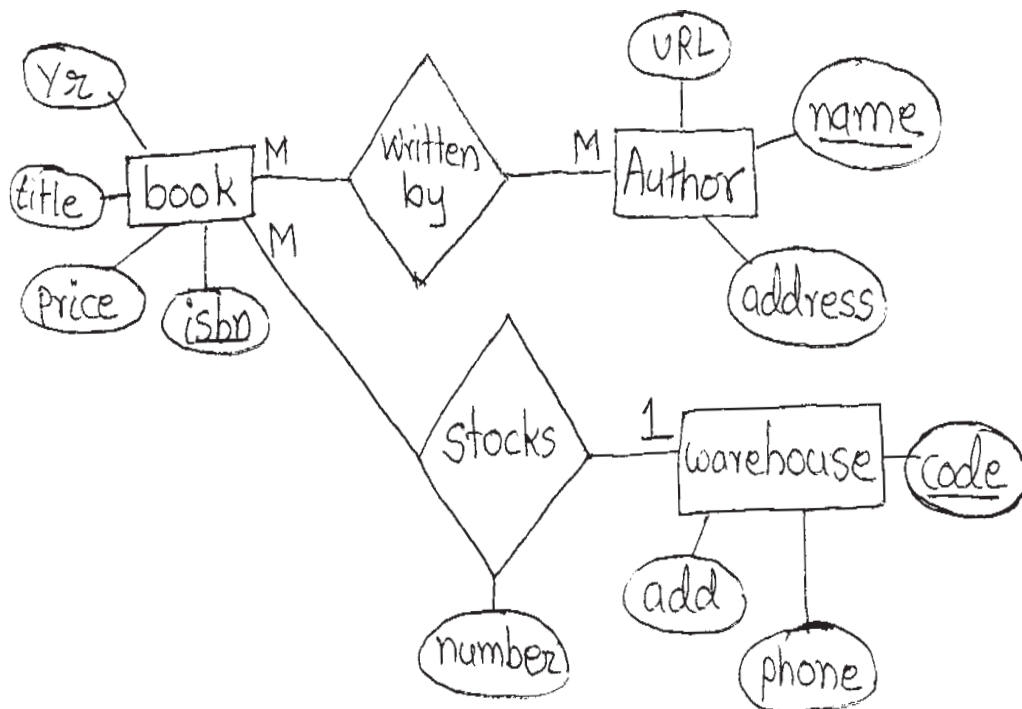 URL
Yr
name
M
written
by
M
Author
title
book
M
price
isbn
address
stocks
1
warehouse
code
add
number
phone